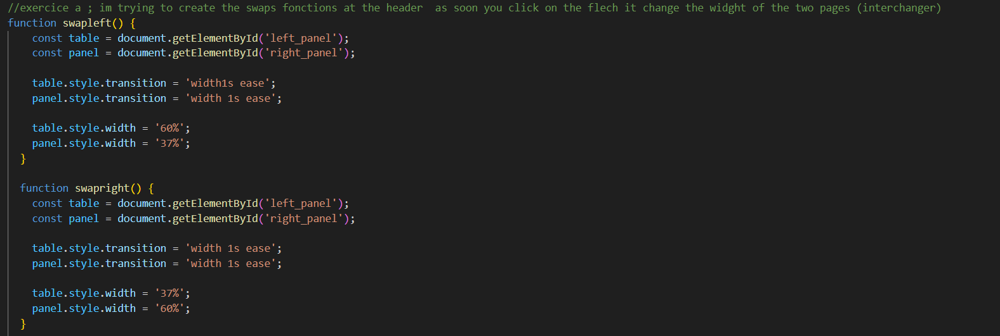 //exercice a ; im trying to create the swaps fonctions at the header  as soon you click on the flech it change the widght of the two pages (interchanger)
function swapleft() {
const table = document.getElementById('left_panel');
const panel = document.getElementById('right_panel');
table.style.transition = 'width1s ease';
panel.style.transition = 'width 1s ease';
table.style.width = '60%';
panel.style.width = '37%';
}
function swapright() {
const table = document.getElementById('left_panel');
const panel = document.getElementById('right_panel');
table.style.transition = 'width 1s ease';
panel.style.transition = 'width 1s ease';
table.style.width = '37%';
panel.style.width = '60%';
}